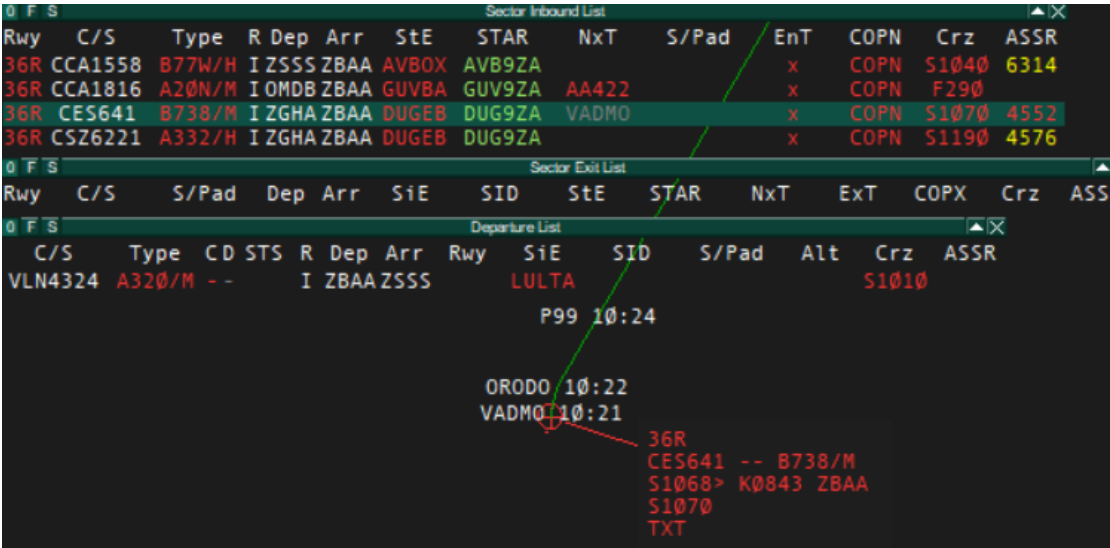 O F S Sector Inbound List
Rwy C/S Type R Dep Arr StE STAR NxT S/Pad EnT COPN Crz ASSR
36R CCA1558 B77W/H I ZSSS ZBAA AVBOX AVB9ZA x COPN S1040 6314
36R CCA1816 A20N/M I OMDB ZBAA GUVBA GUV9ZA AA422 x COPN F290
36R CES641 B738/M I ZGHA ZBAA DUGEB DUG9ZA VADMO x COPN S1070 4552
36R CSZ6221 A332/H I ZGHA ZBAA DUGEB DUG9ZA x COPN S1190 4576
O F S Sector Exit List
Rwy C/S S/Pad Dep Arr SiE SID StE STAR NxT ExT COPX Crz ASS
O F S Departure List
C/S Type C D STS R Dep Arr Rwy SiE SID S/Pad Alt Crz ASSR
VLN4324 A320/M - - I ZBAA ZSSS LULTA S1010
P99 10:24
ORODO 10:22
VADMO 10:21
36R
CES641 -- B738/M
S1068> K0843 ZBAA
S1070
TXT